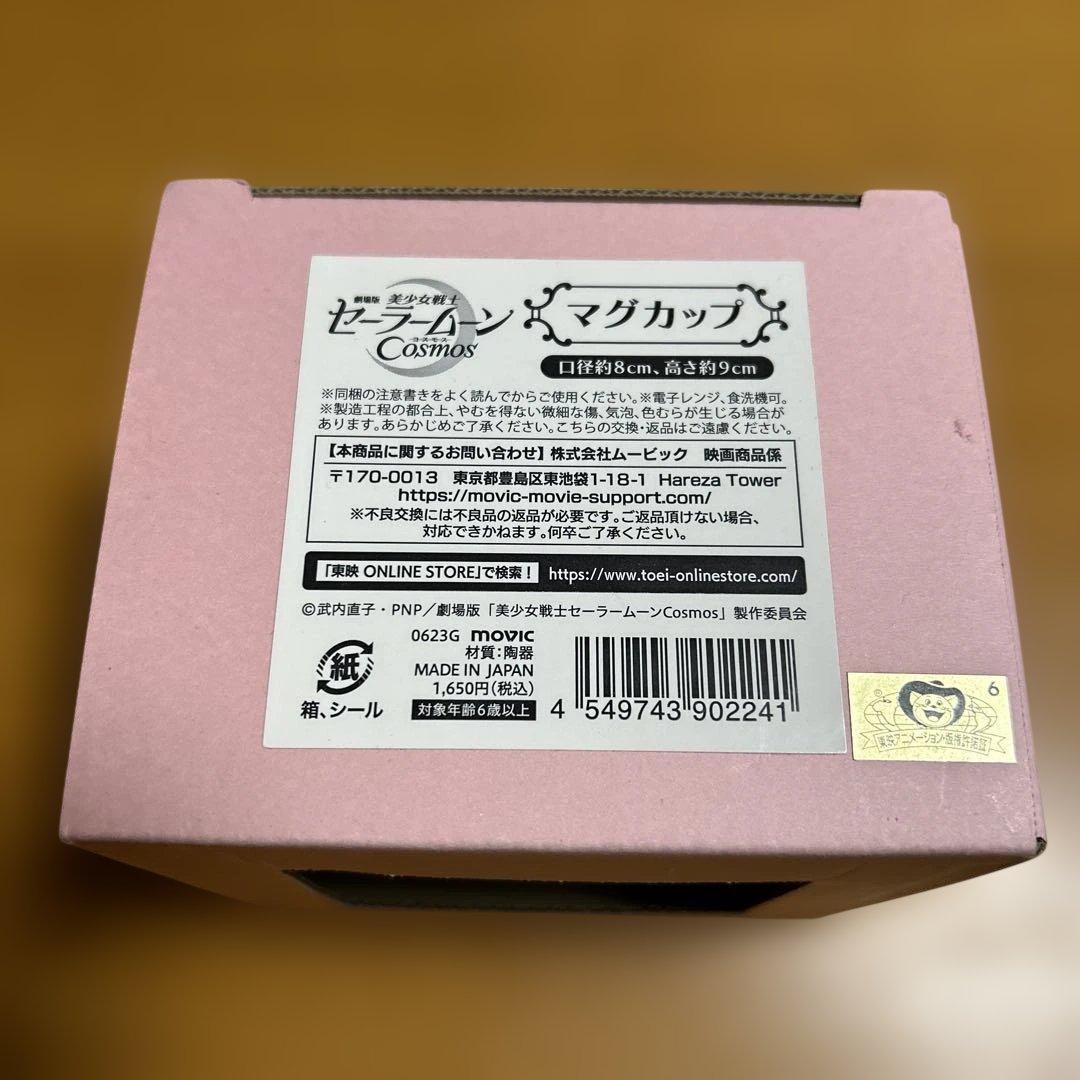 劇場版 美少女戦士
セーラームーン
コスモス
Cosmos
マグカップ
口径約8cm、高さ約9cm
※同梱の注意書きをよく読んでからご使用ください。※電子レンジ、食洗機可。
※製造工程の都合上、やむを得ない微細な傷、気泡、色むらが生じる場合が
あります。あらかじめご了承ください。こちらの交換・返品はご遠慮ください。
【本商品に関するお問い合わせ】株式会社ムービック 映画商品係
〒170-0013 東京都豊島区東池袋1-18-1 Hareza Tower
https://movic-movie-support.com/
※不良交換には不良品の返品が必要です。ご返品頂けない場合、
対応できかねます。何卒ご了承ください。
「東映 ONLINE STORE」で検索! https://www.toei-onlinestore.com/
©武内直子・PNP/劇場版「美少女戦士セーラームーンCosmos」製作委員会
紙
箱、シール
0623G movic
材質:陶器
MADE IN JAPAN
1,650円(税込)
対象年齢6歳以上
4 549743 902241
6
東映アニメーション・版権許諾証